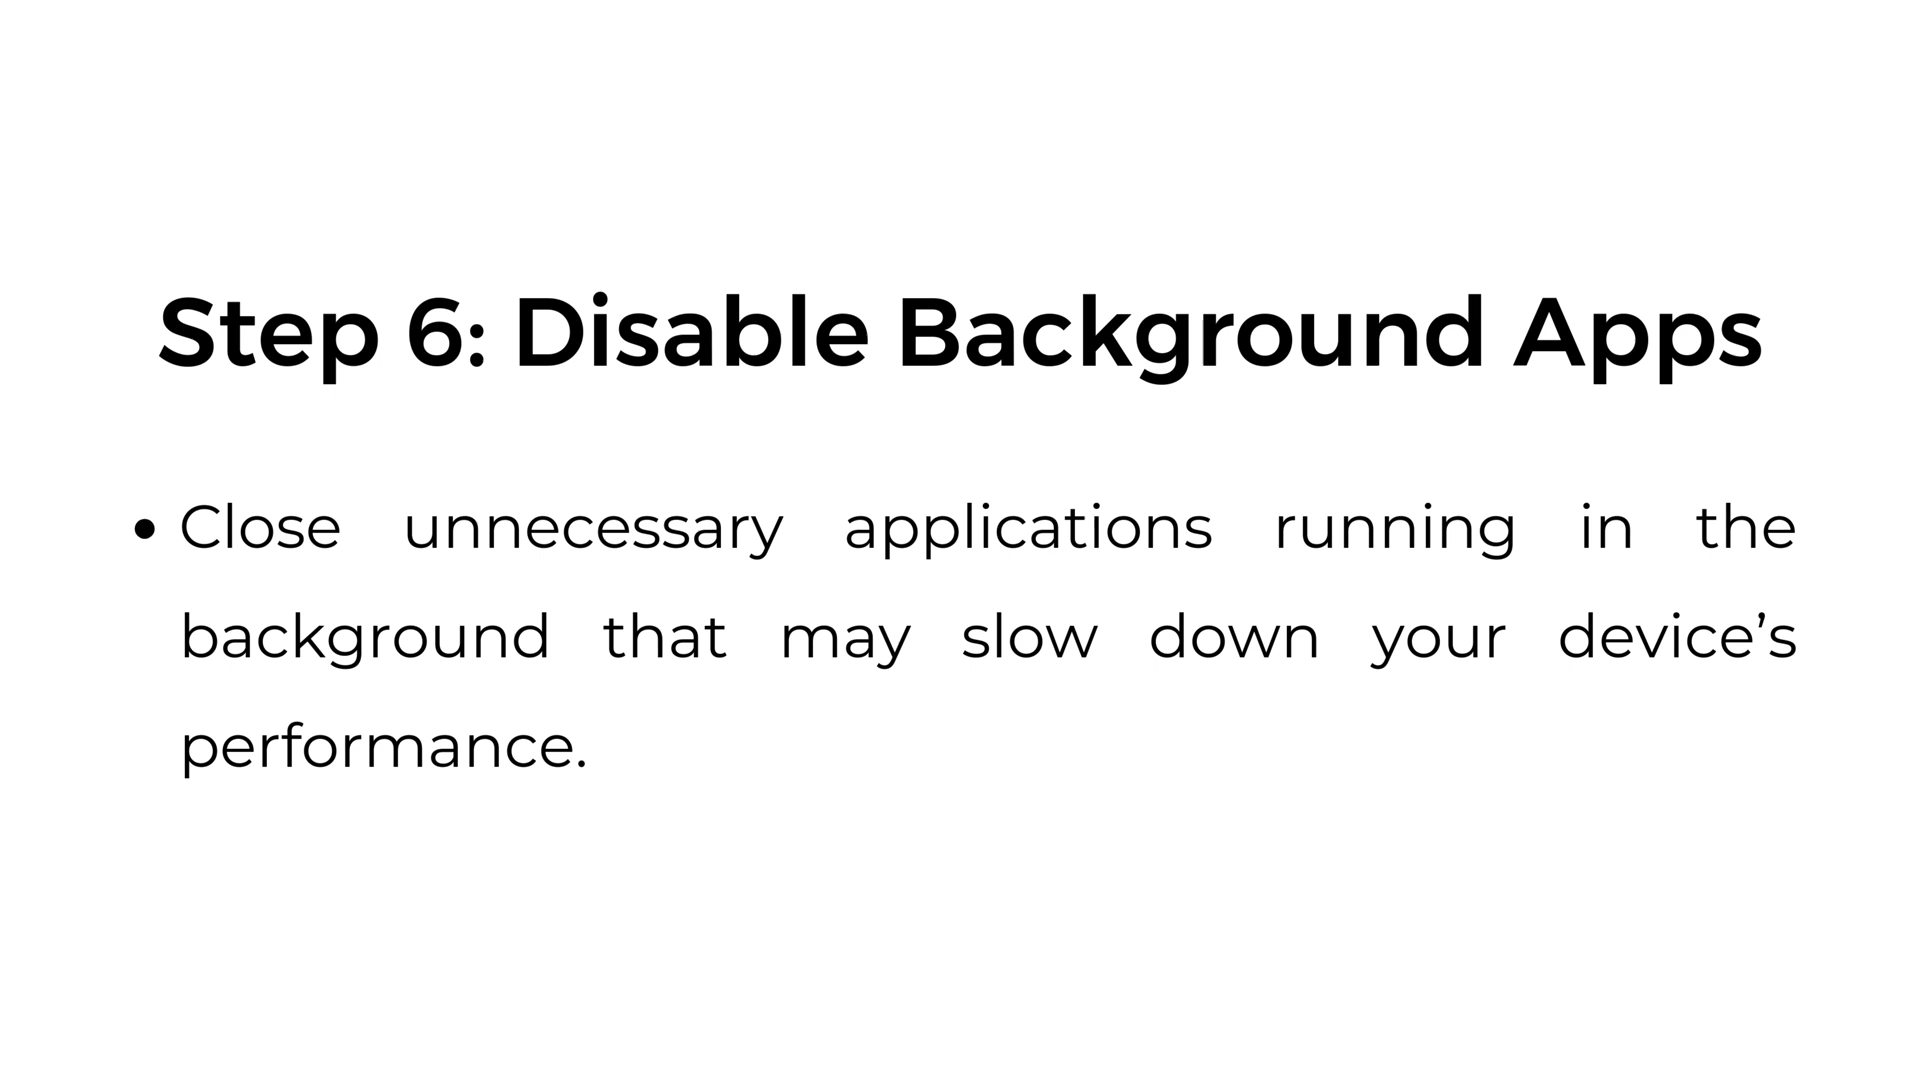 Step 6: Disable Background Apps
• Close unnecessary applications running in the
background that may slow down your device’s
performance.